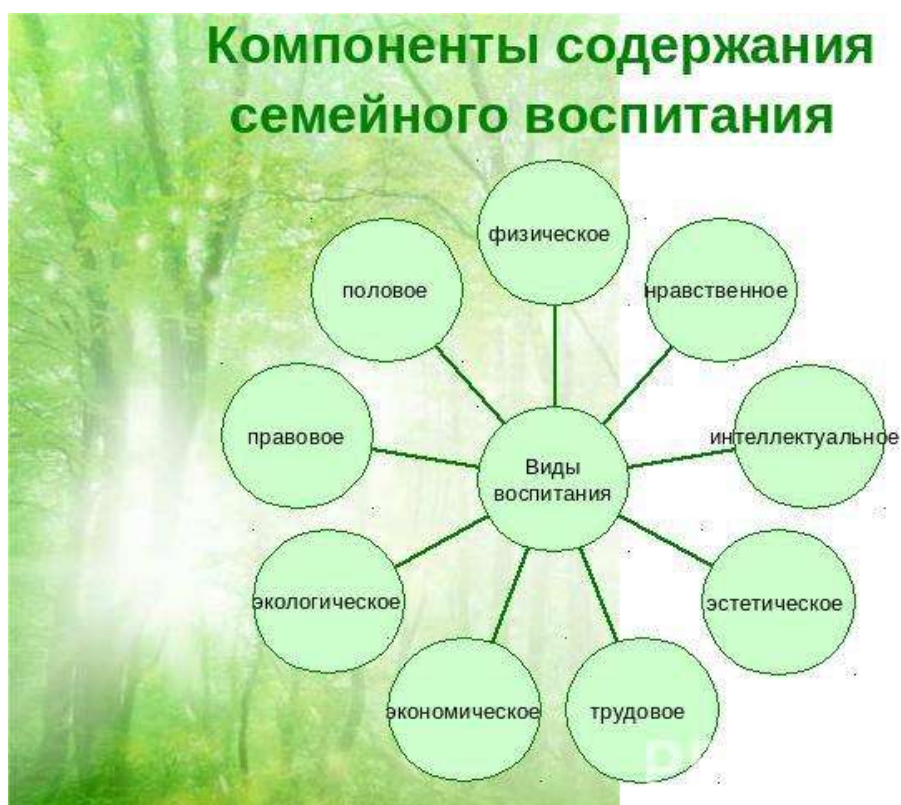 Компоненты содержания
семейного воспитания
физическое
нравственное
интеллектуальное
эстетическое
трудовое
экономическое
экологическое
правовое
половое
Виды
воспитания